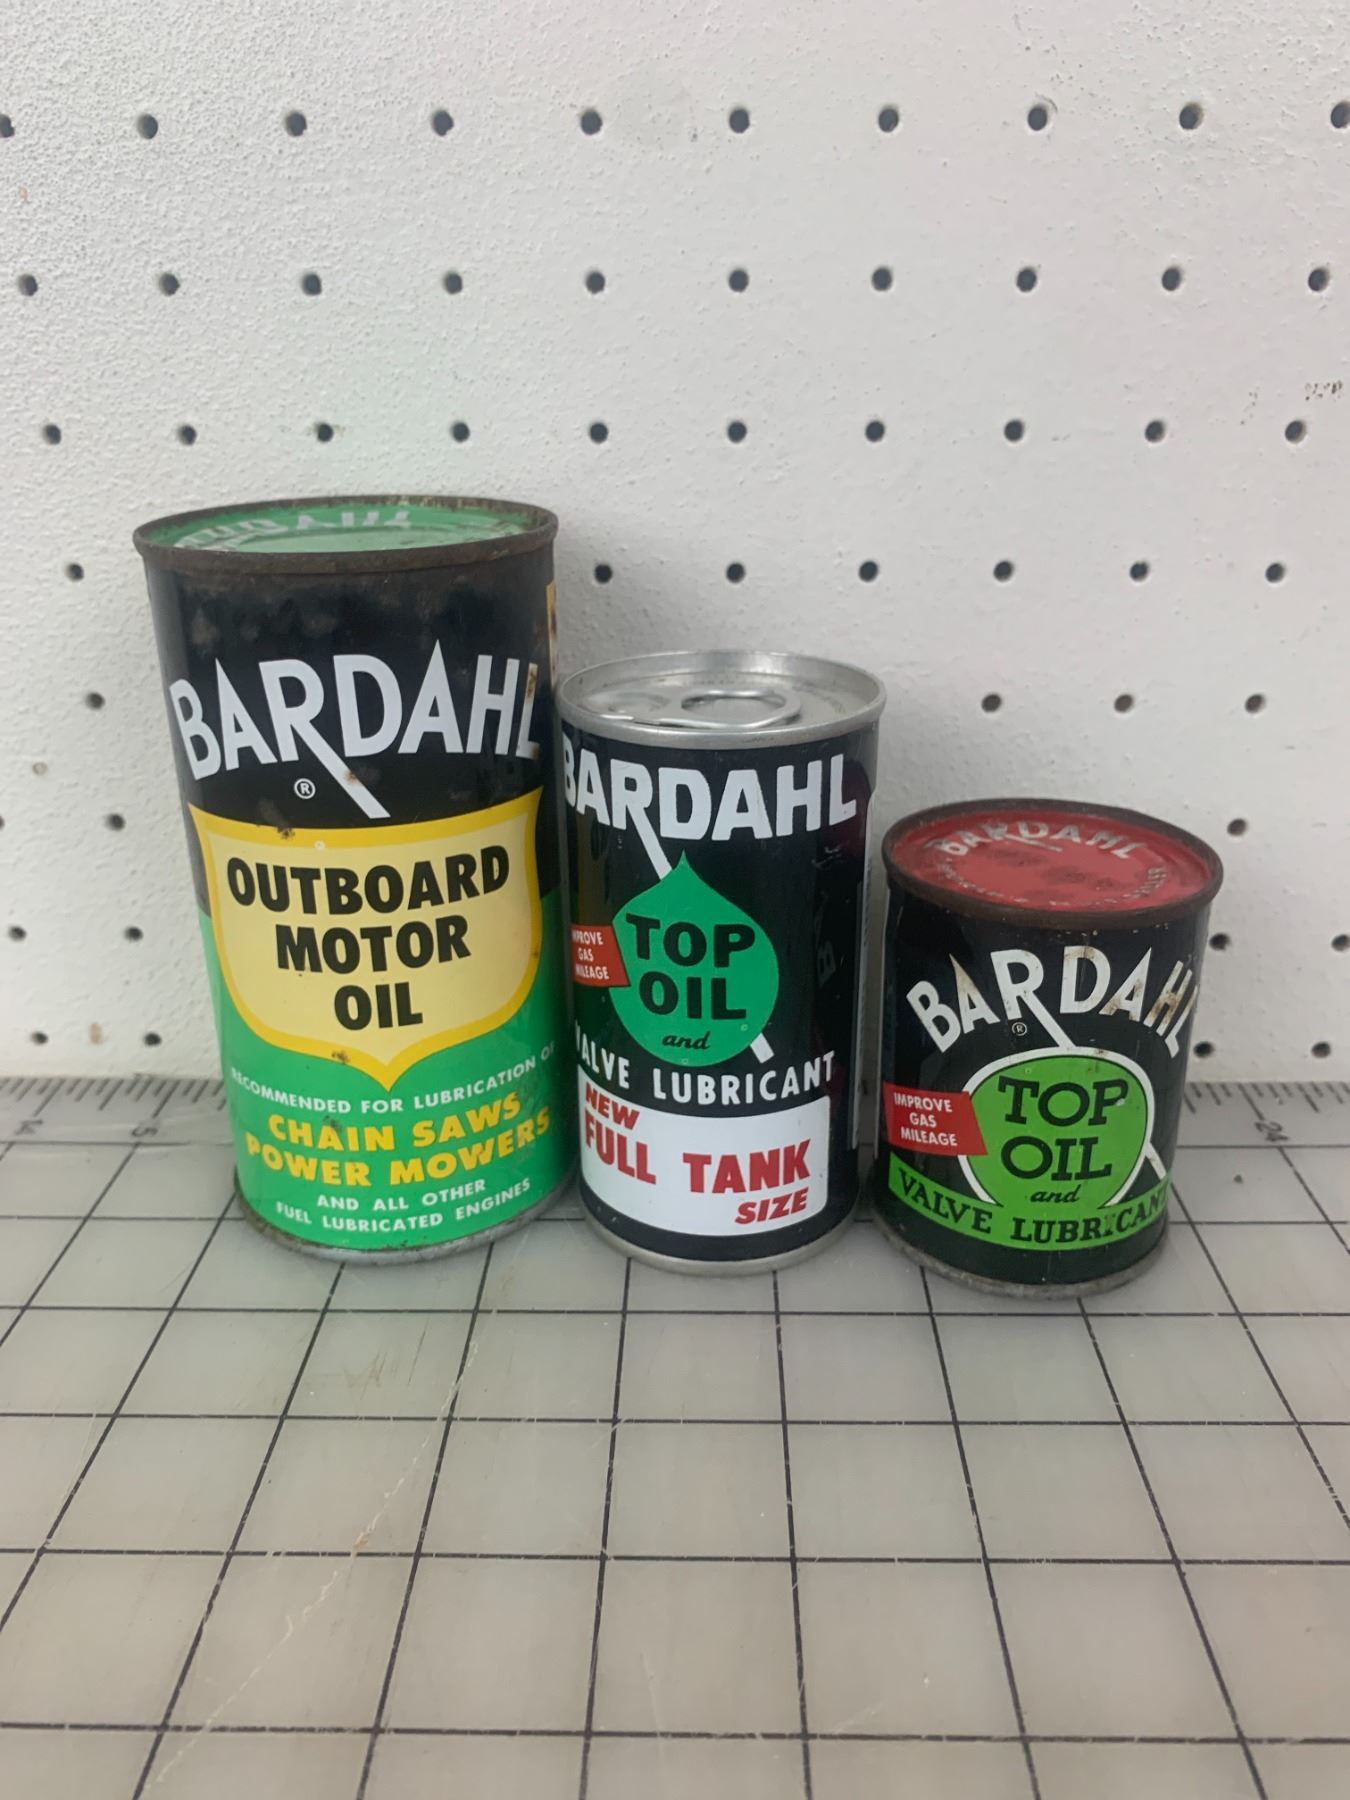 BARDAHL
®
OUTBOARD
MOTOR
OIL
RECOMMENDED FOR LUBRICATION OF
CHAIN SAWS
POWER MOWERS
AND ALL OTHER
FUEL LUBRICATED ENGINES
BARDAHL
IMPROVE
GAS
MILEAGE
TOP
OIL
and
VALVE LUBRICANT
NEW
FULL TANK
SIZE
BARDAHL
BARDAHL
®
IMPROVE
GAS
MILEAGE
TOP
OIL
and
VALVE LUBRICANT
24